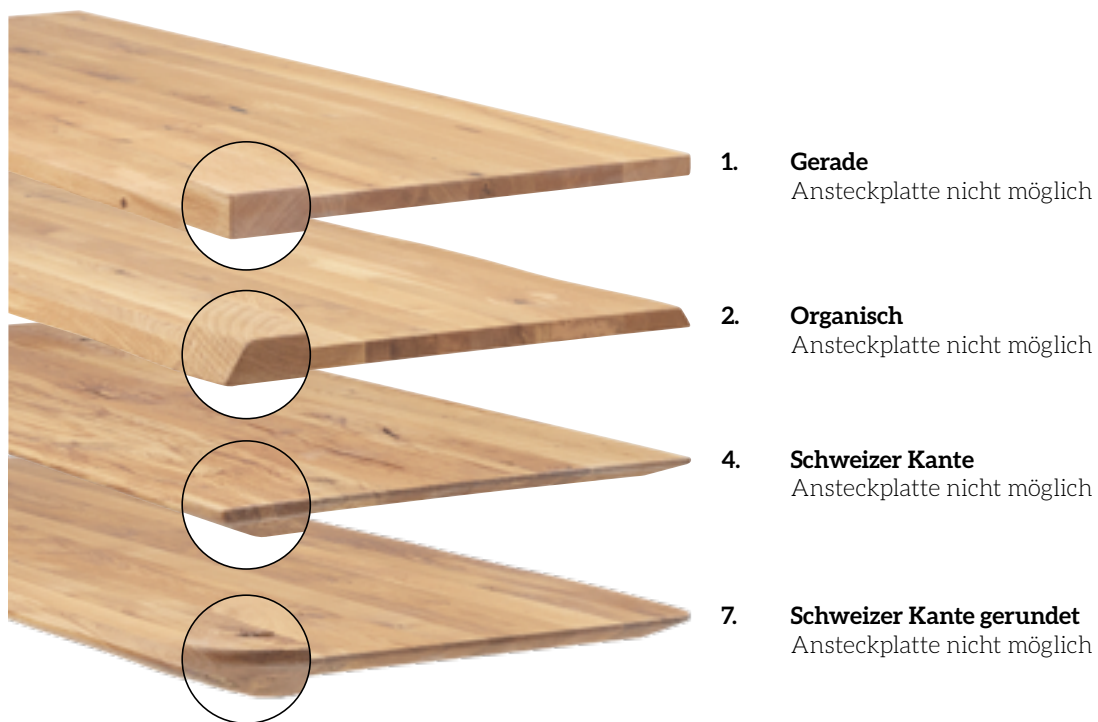 1. Gerade
Ansteckplatte nicht möglich
2. Organisch
Ansteckplatte nicht möglich
4. Schweizer Kante
Ansteckplatte nicht möglich
7. Schweizer Kante gerundet
Ansteckplatte nicht möglich